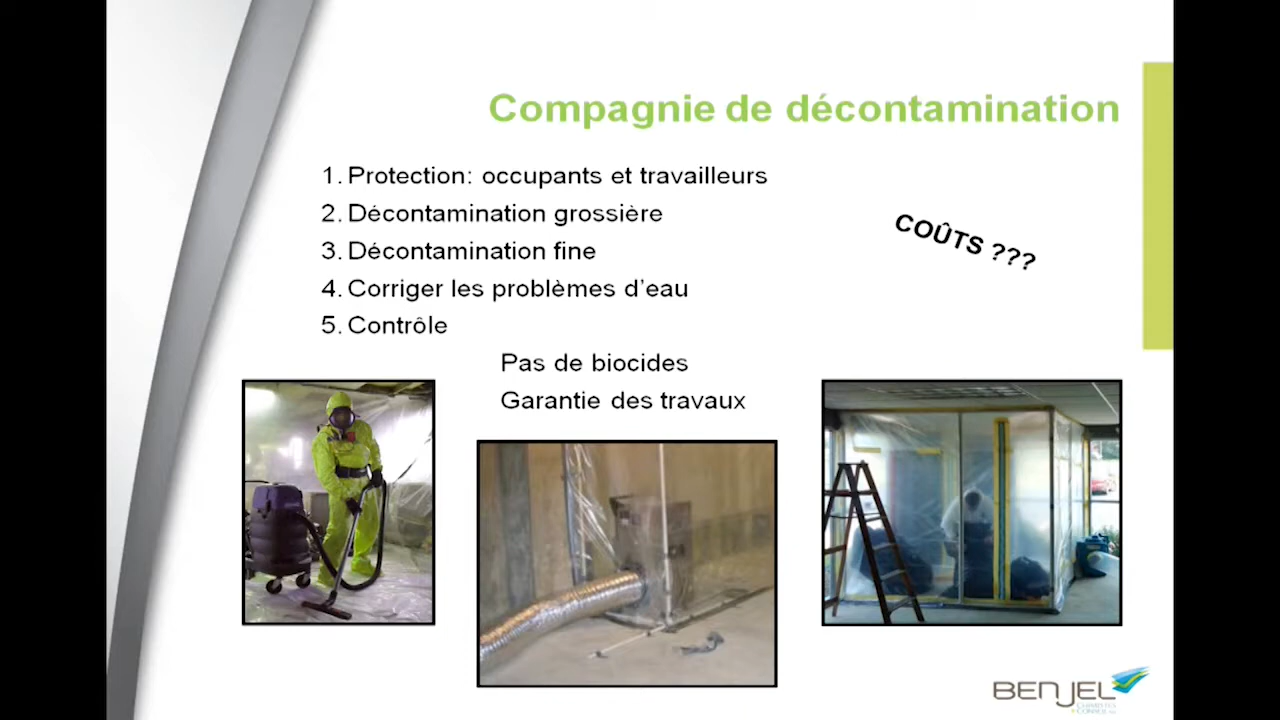 Compagnie de décontamination
1. Protection: occupants et travailleurs
2. Décontamination grossière
3. Décontamination fine
4. Corriger les problèmes d’eau
5. Contrôle
Pas de biocides
Garantie des travaux
COÛTS ???
BENJEL